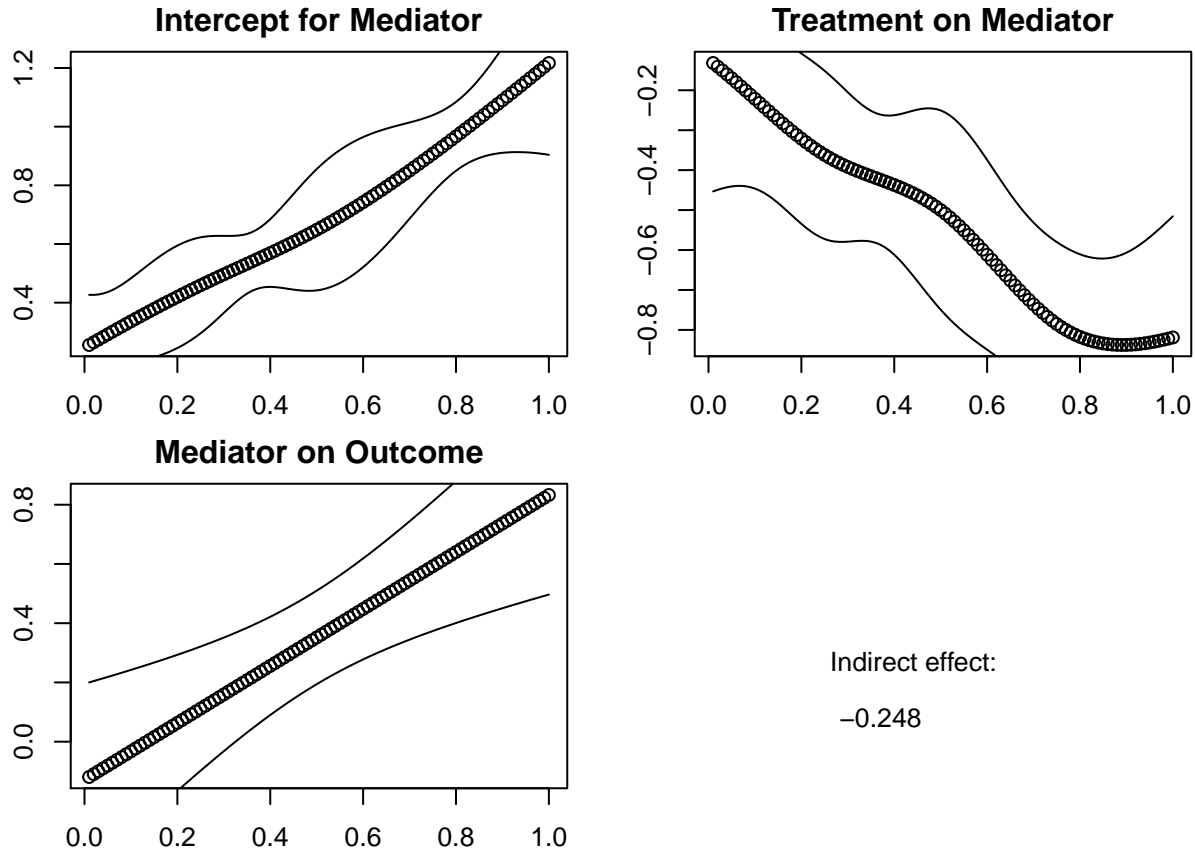 Intercept for Mediator
1.2
0.8
0.4
0.0 0.2 0.4 0.6 0.8 1.0
Treatment on Mediator
−0.2
−0.4
−0.6
−0.8
0.0 0.2 0.4 0.6 0.8 1.0
Mediator on Outcome
0.8
0.4
0.0
0.0 0.2 0.4 0.6 0.8 1.0
Indirect effect:
−0.248